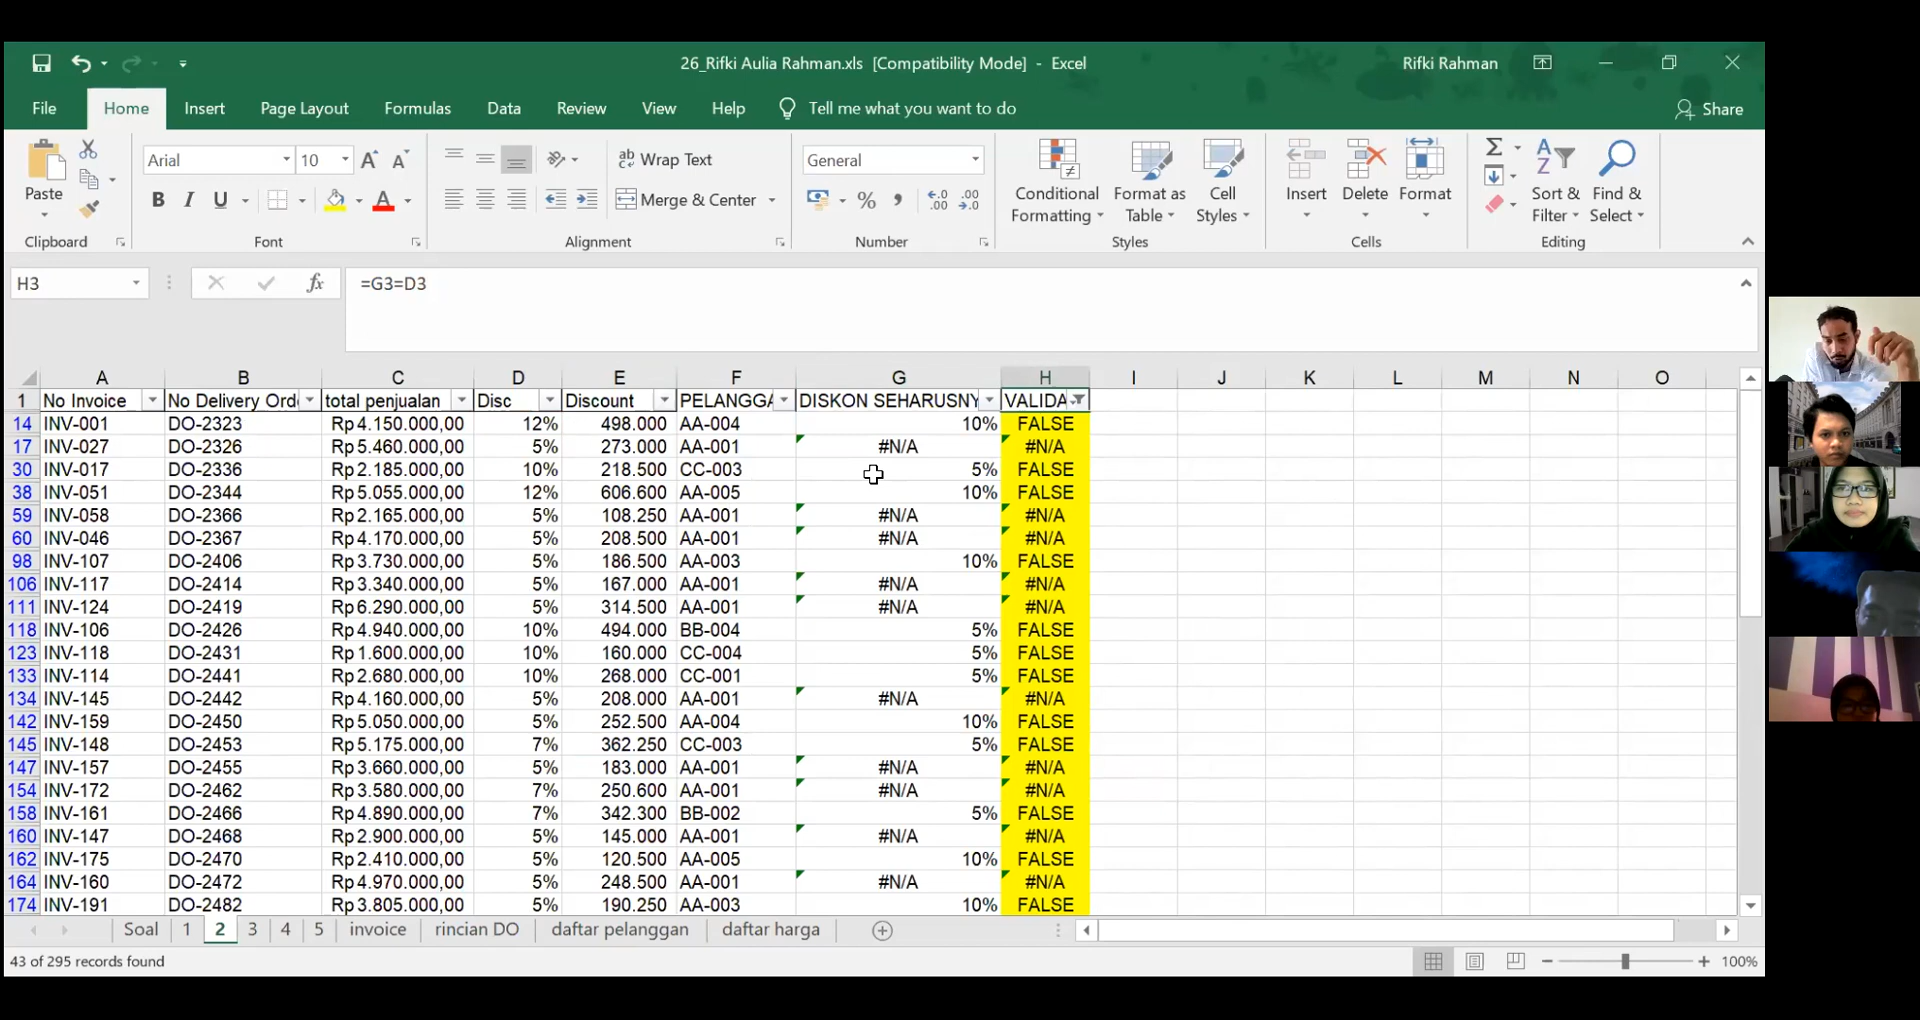 26_Rifki Aulia Rahman.xls [Compatibility Mode] - Excel
Rifki Rahman
File Home Insert Page Layout Formulas Data Review View Help Tell me what you want to do Share
Paste
Clipboard
Arial 10
B I U
Font
Wrap Text
Merge & Center
Alignment
General
Number
Conditional Formatting
Format as Table
Cell Styles
Styles
Insert Delete Format
Cells
Sort & Filter
Find & Select
Editing
H3 fx =G3=D3
A B C D E F G H I J K L M N O
1 No Invoice No Delivery Orde total penjualan Disc Discount PELANGGA DISKON SEHARUSNY VALIDA
14 INV-001 DO-2323 Rp 4.150.000,00 12% 498.000 AA-004 10% FALSE
17 INV-027 DO-2326 Rp 5.460.000,00 5% 273.000 AA-001 #N/A #N/A
30 INV-017 DO-2336 Rp 2.185.000,00 10% 218.500 CC-003 5% FALSE
38 INV-051 DO-2344 Rp 5.055.000,00 12% 606.600 AA-005 10% FALSE
59 INV-058 DO-2366 Rp 2.165.000,00 5% 108.250 AA-001 #N/A #N/A
60 INV-046 DO-2367 Rp 4.170.000,00 5% 208.500 AA-001 #N/A #N/A
98 INV-107 DO-2406 Rp 3.730.000,00 5% 186.500 AA-003 10% FALSE
106 INV-117 DO-2414 Rp 3.340.000,00 5% 167.000 AA-001 #N/A #N/A
111 INV-124 DO-2419 Rp 6.290.000,00 5% 314.500 AA-001 #N/A #N/A
118 INV-106 DO-2426 Rp 4.940.000,00 10% 494.000 BB-004 5% FALSE
123 INV-118 DO-2431 Rp 1.600.000,00 10% 160.000 CC-004 5% FALSE
133 INV-114 DO-2441 Rp 2.680.000,00 10% 268.000 CC-001 5% FALSE
134 INV-145 DO-2442 Rp 4.160.000,00 5% 208.000 AA-001 #N/A #N/A
142 INV-159 DO-2450 Rp 5.050.000,00 5% 252.500 AA-004 10% FALSE
145 INV-148 DO-2453 Rp 5.175.000,00 7% 362.250 CC-003 5% FALSE
147 INV-157 DO-2455 Rp 3.660.000,00 5% 183.000 AA-001 #N/A #N/A
154 INV-172 DO-2462 Rp 3.580.000,00 7% 250.600 AA-001 #N/A #N/A
158 INV-161 DO-2466 Rp 4.890.000,00 7% 342.300 BB-002 5% FALSE
160 INV-147 DO-2468 Rp 2.900.000,00 5% 145.000 AA-001 #N/A #N/A
162 INV-175 DO-2470 Rp 2.410.000,00 5% 120.500 AA-005 10% FALSE
164 INV-160 DO-2472 Rp 4.970.000,00 5% 248.500 AA-001 #N/A #N/A
174 INV-191 DO-2482 Rp 3.805.000,00 5% 190.250 AA-003 10% FALSE
Soal 1 2 3 4 5 invoice rincian DO daftar pelanggan daftar harga
43 of 295 records found
100%